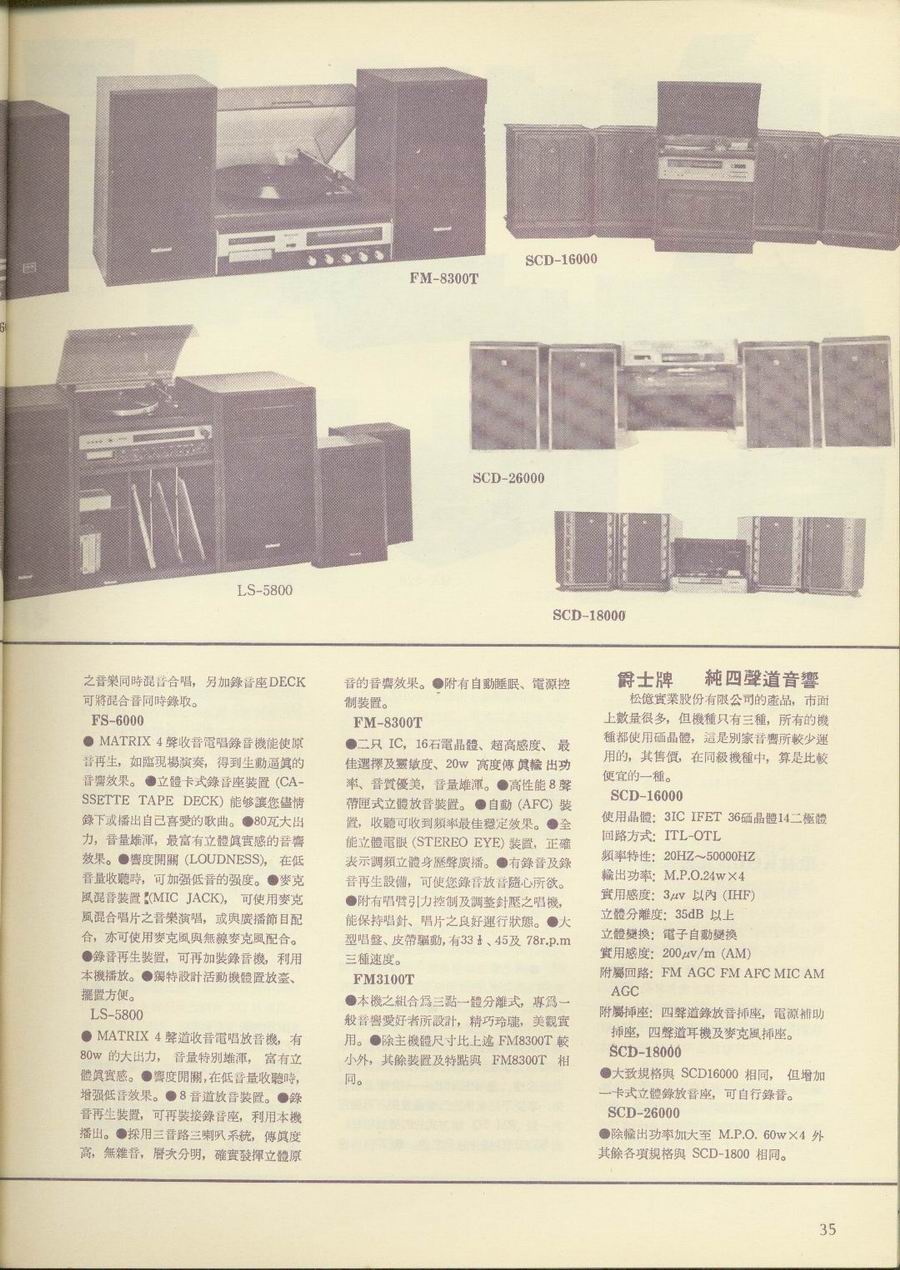 FM-8300T
SCD-16000
SCD-26000
LS-5800
SCD-18000
之音樂同時混音合唱，另加錄音座DECK
可將混合音同時錄取。
FS-6000
● MATRIX 4聲收音電唱錄音機能使原
音再生，如臨現場演奏，得到生動逼眞的
音響效果。●立體卡式錄音座裝置 (CA-
SSETTE TAPE DECK) 能够讓您儘情
錄下或播出自己喜愛的歌曲。●80瓦大出
力，音量雄渾，最富有立體眞實感的音響
效果。●響度開關 (LOUDNESS)，在低
音量收聽時，可加强低音的强度。●麥克
風混音裝置 (MIC JACK)，可使用麥克
風混合唱片之音樂演唱，或與廣播節目配
合，亦可使用麥克風與無線麥克風配合。
●錄音再生裝置，可再加裝錄音機，利用
本機播放。●獨特設計活動機體置放臺、
擺置方便。
LS-5800
● MATRIX 4聲道收音電唱放音機，有
80w 的大出力，音量特別雄渾，富有立
體眞實感。●響度開關，在低音量收聽時，
增强低音效果。●8音道放音裝置。●錄
音再生裝置，可再裝接錄音座，利用本機
播出。●採用三音路三喇叭系統，傳眞度
高，無雜音，層次分明，確實發揮立體原
音的音響效果。●附有自動睡眠、電源控
制裝置。
FM-8300T
●二只 IC，16石電晶體、超高感度、最
佳選擇及靈敏度、20w 高度傳眞輸出功
率、音質優美，音量雄渾。●高性能8聲
帶匣式立體放音裝置。●自動 (AFC) 裝
置，收聽可收到頻率最佳穩定效果。●全
能立體電眼 (STEREO EYE) 裝置，正確
表示調頻立體身歷聲廣播。●有錄音及錄
音再生設備，可使您錄音放音隨心所欲。
●附有唱臂引力控制及調整針壓之唱機，
能保持唱針、唱片之良好運行狀態。●大
型唱盤、皮帶驅動，有33⅓、45及 78r.p.m
三種速度。
FM3100T
●本機之組合爲三點一體分離式，專爲一
般音響愛好者所設計，精巧玲瓏，美觀實
用。●除主機體尺寸比上述 FM8300T 較
小外，其餘裝置及特點與 FM8300T 相
同。
爵士牌 純四聲道音響
松億實業股份有限公司的產品，市面
上數量很多，但機種只有三種，所有的機
種都使用矽晶體，這是別家音響所較少運
用的，其售價，在同級機種中，算是比較
便宜的一種。
SCD-16000
使用晶體：3IC IFET 36矽晶體14二極體
回路方式：ITL-OTL
頻率特性：20HZ～50000HZ
輸出功率：M.P.O.24w×4
實用感度：3μv 以內 (IHF)
立體分離度：35dB 以上
立體變換：電子自動變換
實用感度：200μv/m (AM)
附屬回路：FM AGC FM AFC MIC AM
AGC
附屬揷座：四聲道錄放音揷座，電源補助
揷座，四聲道耳機及麥克風揷座。
SCD-18000
●大致規格與 SCD16000 相同，但增加
一卡式立體錄放音座，可自行錄音。
SCD-26000
●除輸出功率加大至 M.P.O. 60w×4 外
其餘各項規格與 SCD-1800 相同。
35